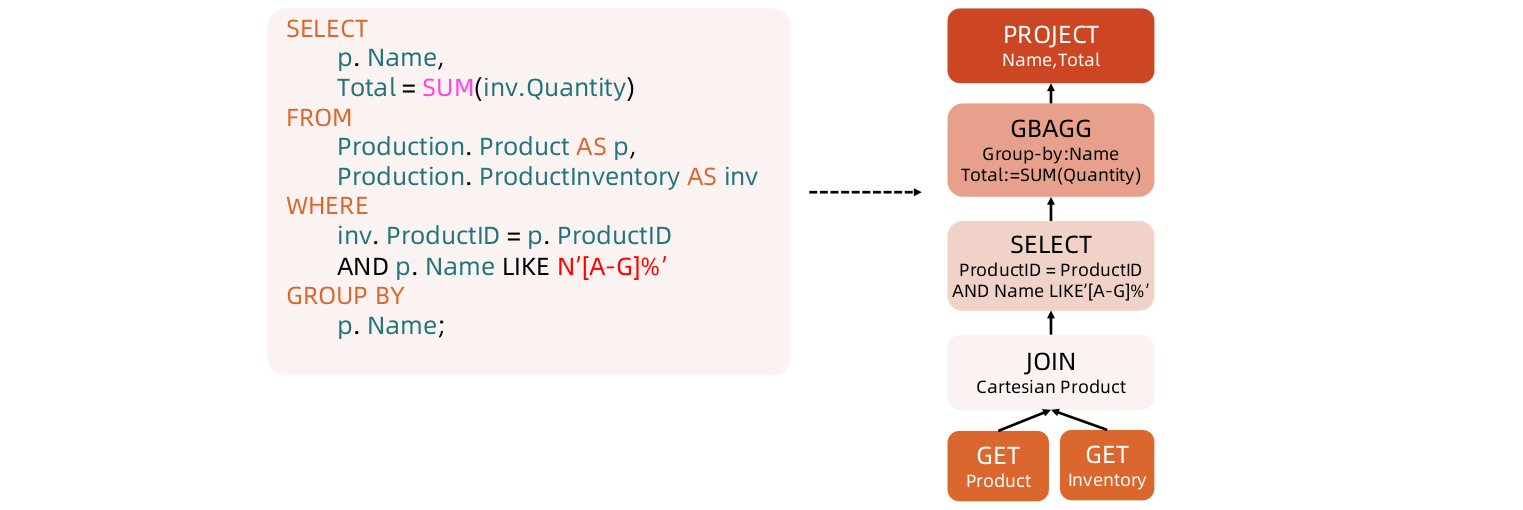 SELECT
p. Name,
Total = SUM(inv.Quantity)
FROM
Production. Product AS p,
Production. ProductInventory AS inv
WHERE
inv. ProductID = p. ProductID
AND p. Name LIKE N'[A-G]%'
GROUP BY
p. Name;
PROJECT
Name,Total
GBAGG
Group-by:Name
Total:=SUM(Quantity)
SELECT
ProductID = ProductID
AND Name LIKE'[A-G]%'
JOIN
Cartesian Product
GET
Product
GET
Inventory